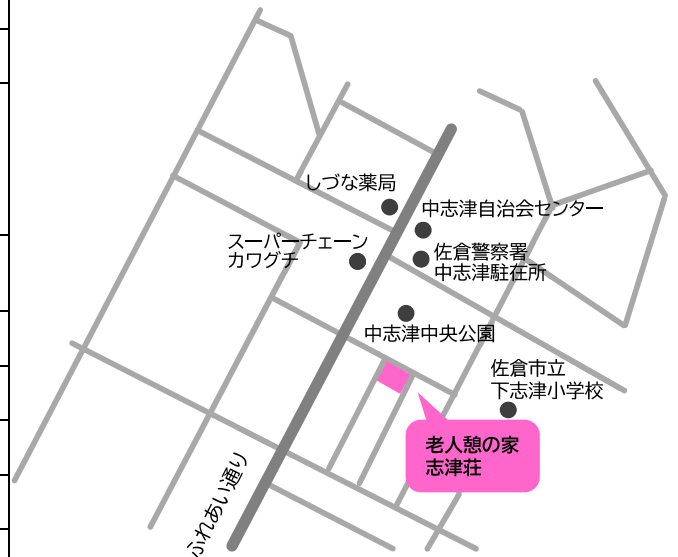 しづな薬局
中志津自治会センター
スーパーチェーン
カワグチ
佐倉警察署
中志津駐在所
中志津中央公園
佐倉市立
下志津小学校
老人憩の家
志津荘
ふれあい通り